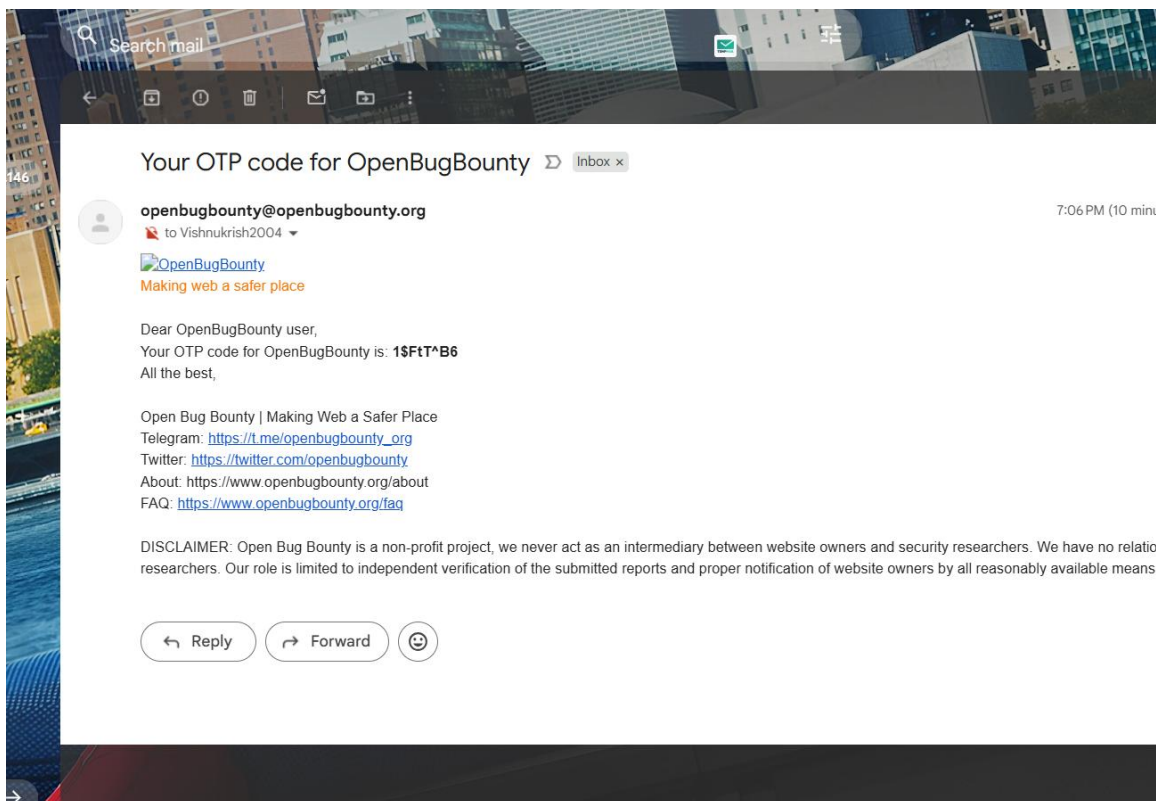 Search mail
Your OTP code for OpenBugBounty Inbox ×
146
openbugbounty@openbugbounty.org 7:06 PM (10 minu
to Vishnukrish2004
OpenBugBounty
Making web a safer place
Dear OpenBugBounty user,
Your OTP code for OpenBugBounty is: 1$FtT^B6
All the best,
Open Bug Bounty | Making Web a Safer Place
Telegram: https://t.me/openbugbounty_org
Twitter: https://twitter.com/openbugbounty
About: https://www.openbugbounty.org/about
FAQ: https://www.openbugbounty.org/faq
DISCLAIMER: Open Bug Bounty is a non-profit project, we never act as an intermediary between website owners and security researchers. We have no relatio
researchers. Our role is limited to independent verification of the submitted reports and proper notification of website owners by all reasonably available means
Reply Forward